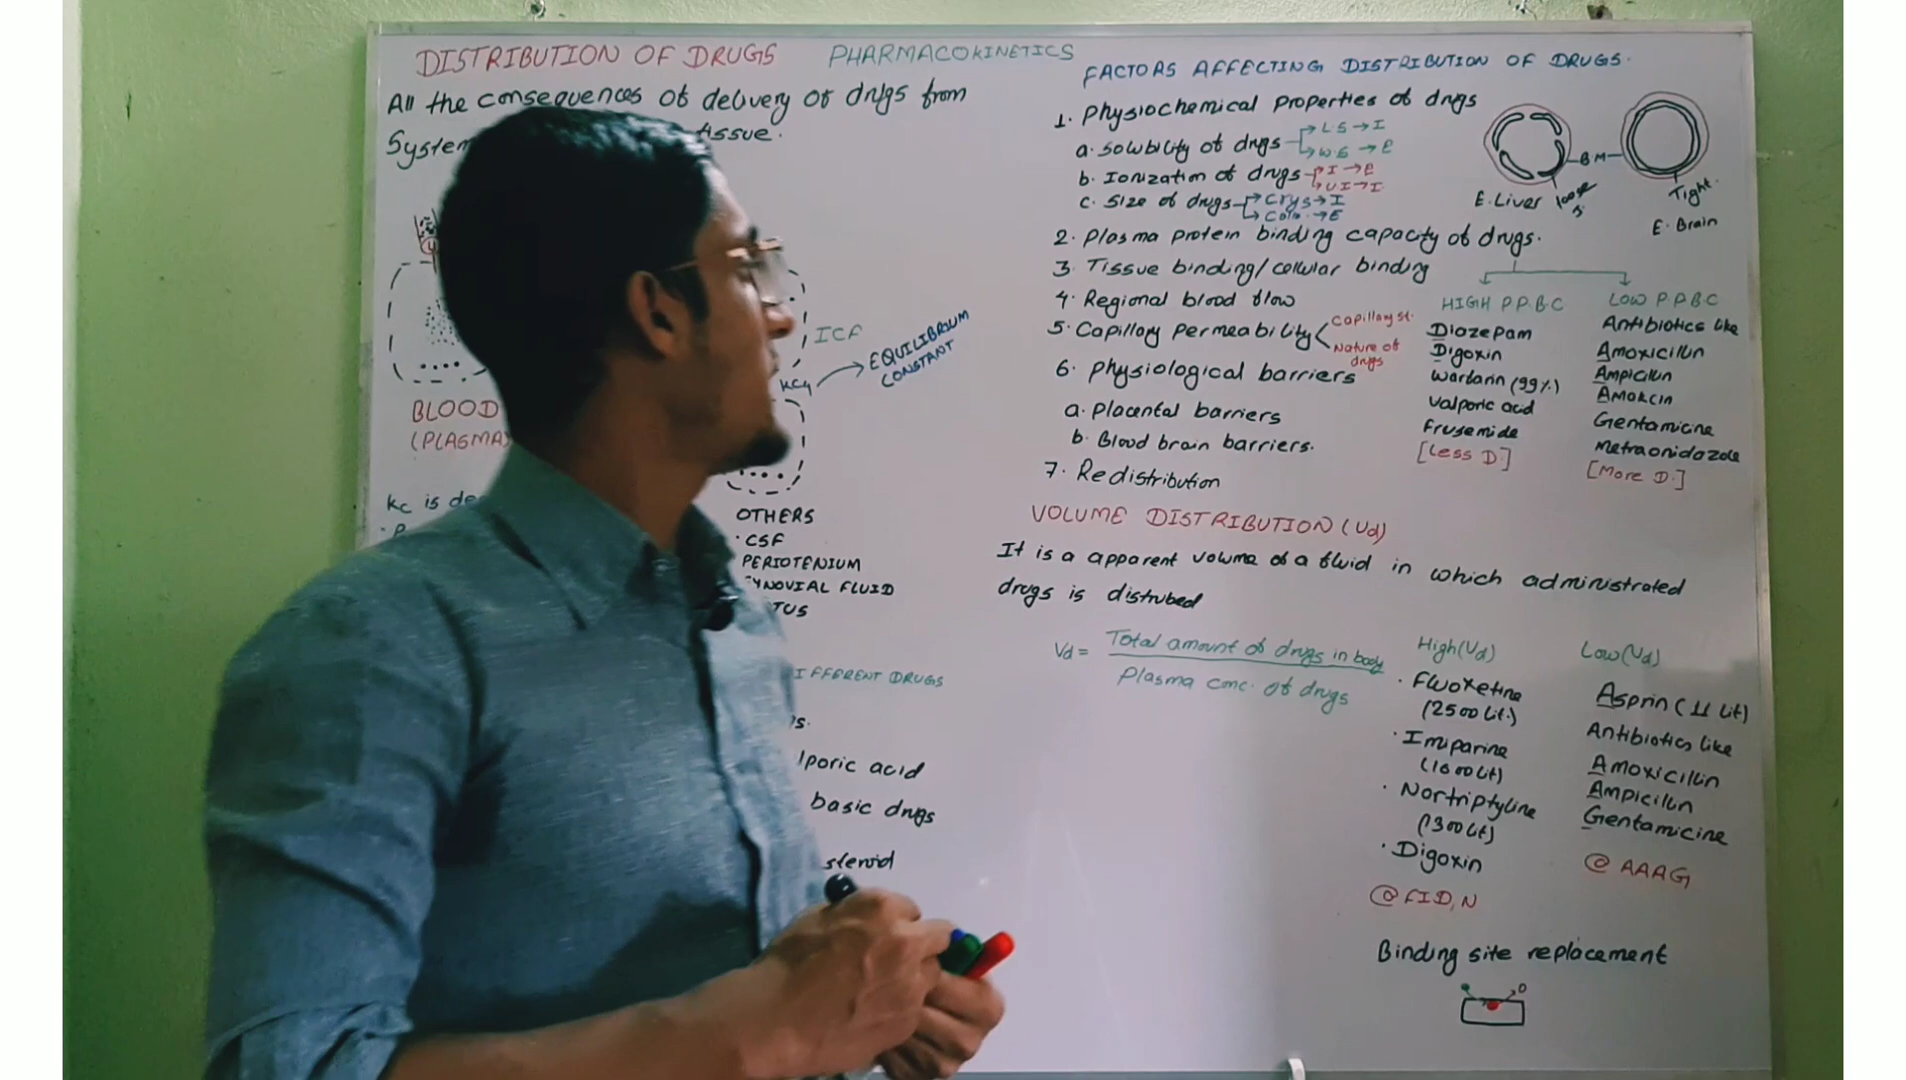 DISTRIBUTION OF DRUGS
PHARMACOKINETICS
All the consequences of delivery of drugs from
System
tissue.
ICF
KC4
EQUILIBRIUM
CONSTANT
BLOOD
(PLASMA)
Kc is de
OTHERS
· CSF
PERIOTENIUM
SYNOVIAL FLUID
TUS
IFFERENT DRUGS
s.
lporic acid
basic drugs
steroid
FACTORS AFFECTING DISTRIBUTION OF DRUGS.
1. Physiochemical properties of drugs
a. Solubility of drugs
L.S → I
W.S → E
b. Ionization of drugs
I → E
UI → I
c. Size of drugs
Crys → I
Colo. → E
2. Plasma protein binding capacity of drugs.
3. Tissue binding/cellular binding
4. Regional blood flow
5. Capillary permeability
Capillary st.
Nature of
drugs
6. Physiological barriers
a. Placental barriers
b. Blood brain barriers.
7. Redistribution
BM
E. Liver
loose
Tight.
E. Brain
HIGH P.P.B.C
Diazepam
Digoxin
Warfarin (99%)
Valporic acid
Frusemide
[Less D.]
LOW P.P.B.C
Antibiotics like
Amoxicillin
Ampicillin
Amakcin
Gentamicine
Metraonidazole
[More D.]
VOLUME DISTRIBUTION (Vd)
It is a apparent volume of a fluid in which administrated
drugs is distrubed
Vd = Total amount of drugs in body
Plasma conc. of drugs
High (Vd)
· Fluoxetine
(2500 Lit.)
· Imiparine
(1600 Lit)
· Nortriptyline
(1300 Lit)
· Digoxin
@ FID, N
Low (Vd)
Asprin (11 Lit)
Antibiotics like
Amoxicillin
Ampicillin
Gentamicine
@ AAAG
Binding site replacement
D